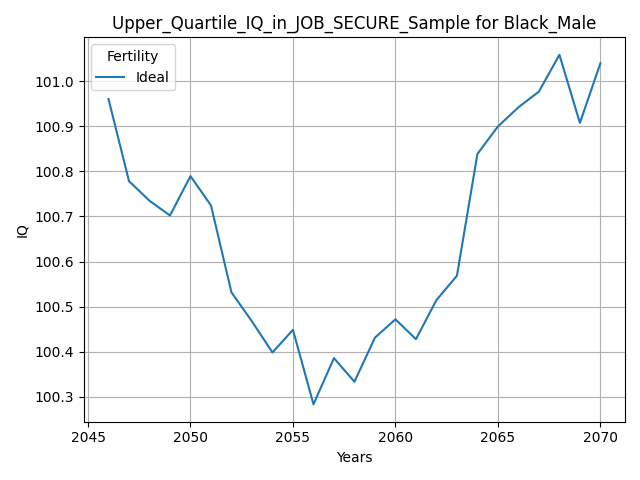 Upper_Quartile_IQ_in_JOB_SECURE_Sample for Black_Male
Fertility
Ideal
101.0
100.9
100.8
100.7
100.6
100.5
100.4
100.3
IQ
2045
2050
2055
2060
2065
2070
Years